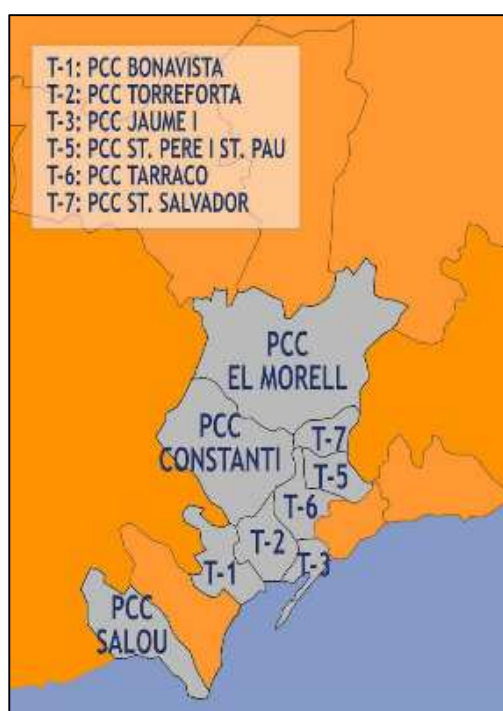 T-1: PCC BONAVISTA
T-2: PCC TORREFORTA
T-3: PCC JAUME I
T-5: PCC ST. PERE I ST. PAU
T-6: PCC TARRACO
T-7: PCC ST. SALVADOR
PCC
EL MORELL
PCC
CONSTANTI
T-7
T-5
T-6
T-2
T-3
T-1
PCC
SALOU